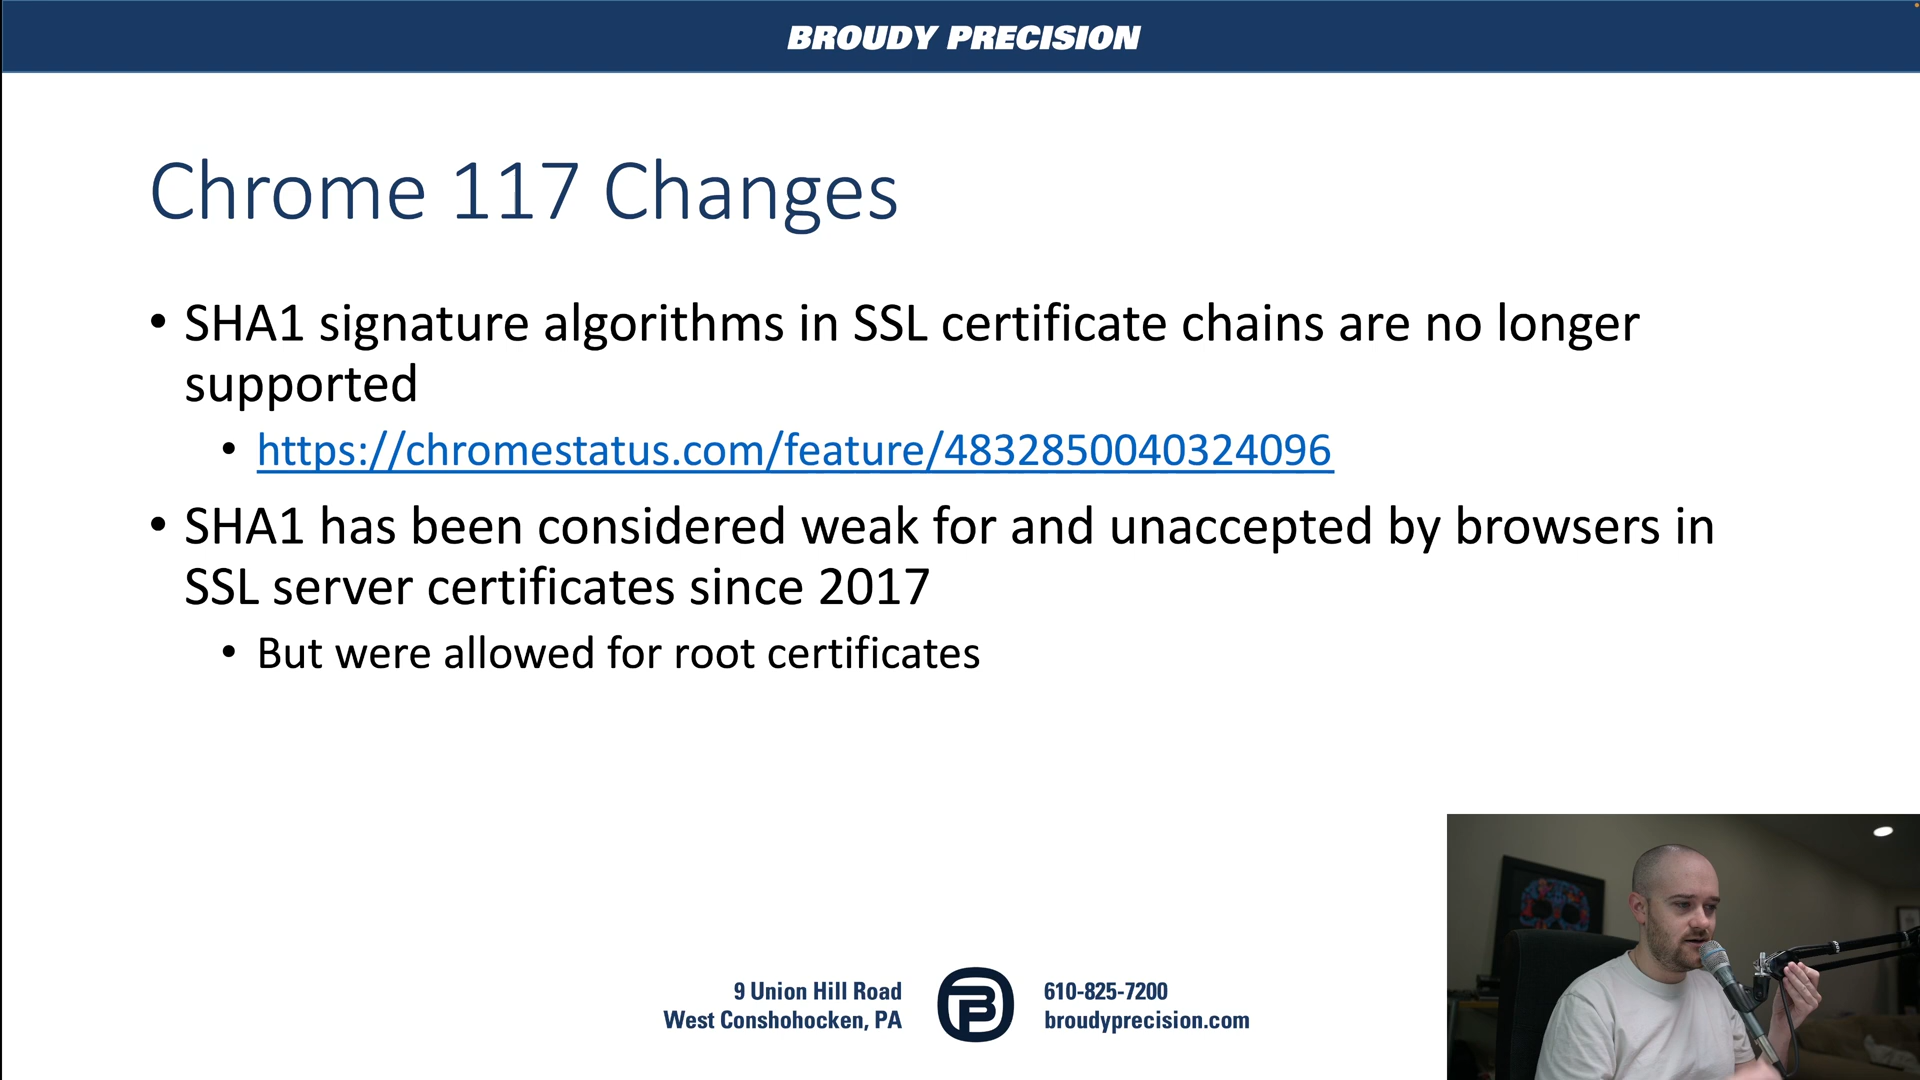 BROUDY PRECISION
Chrome 117 Changes
• SHA1 signature algorithms in SSL certificate chains are no longer
supported
• https://chromestatus.com/feature/4832850040324096
• SHA1 has been considered weak for and unaccepted by browsers in
SSL server certificates since 2017
• But were allowed for root certificates
9 Union Hill Road
West Conshohocken, PA
610-825-7200
broudyprecision.com